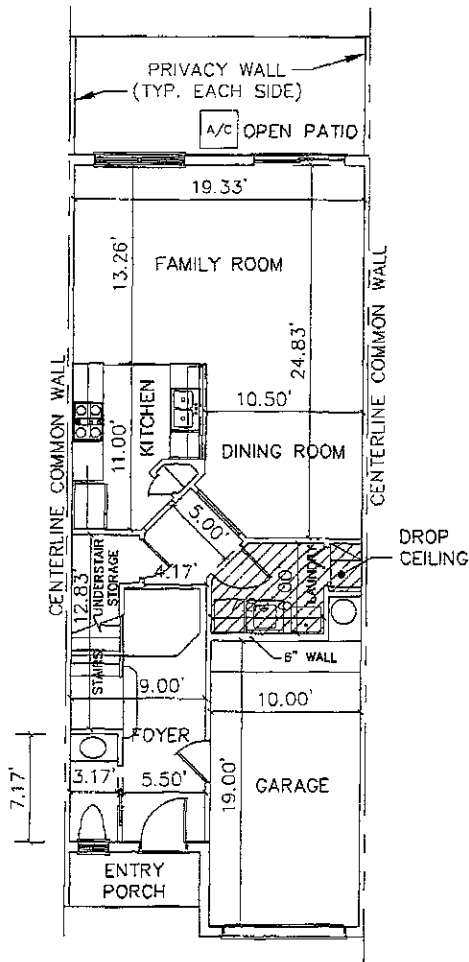 PRIVACY WALL
(TYP. EACH SIDE)
A/C OPEN PATIO
19.33'
13.26'
FAMILY ROOM
24.83'
CENTERLINE COMMON WALL
CENTERLINE COMMON WALL
KITCHEN
10.50'
11.00'
DINING ROOM
5.00'
DROP
CEILING
4.17'
LAUNDRY
UNDERSTAIR
STORAGE
12.83'
6" WALL
STAIRS
9.00'
10.00'
FOYER
7.17'
3.17'
5.50'
19.00'
GARAGE
ENTRY
PORCH